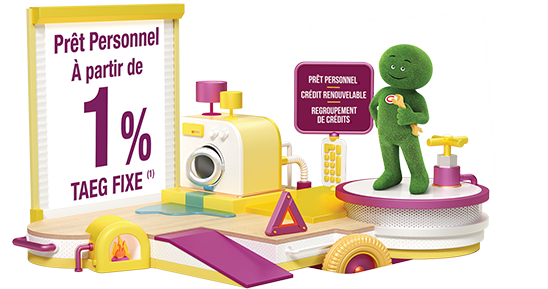 Prêt Personnel
À partir de
1%
TAEG FIXE (1)
PRÊT PERSONNEL
CRÉDIT RENOUVELABLE
REGROUPEMENT
DE CRÉDITS